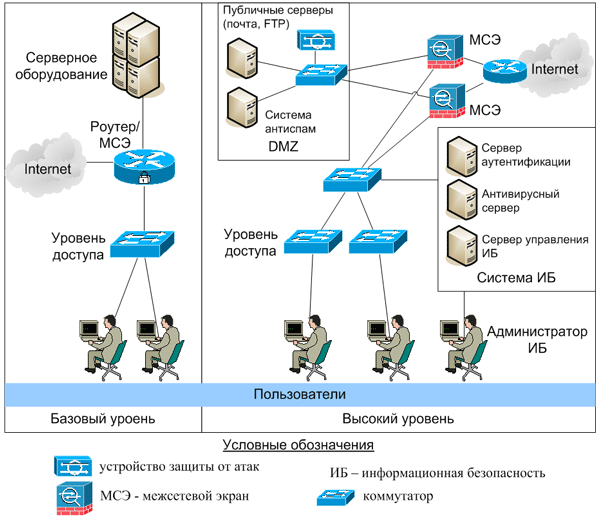 Серверное
оборудование
Роутер/
МСЭ
Internet
Уровень
доступа
Публичные серверы
(почта, FTP)
Система
антиспам
DMZ
МСЭ
МСЭ
Internet
Сервер
аутентификации
Антивирусный
сервер
Сервер управления
ИБ
Система ИБ
Уровень
доступа
Администратор
ИБ
Пользователи
Базовый уроень
Высокий уровень
Условные обозначения
устройство защиты от атак
ИБ – информационная безопасность
МСЭ - межсетевой экран
коммутатор